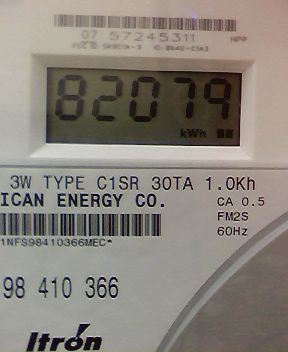 07 57245311 NPP
82079
kWh
3W TYPE C1SR 30TA 1.0Kh
ICAN ENERGY CO. CA 0.5
FM2S
60Hz
1NFS98410366MEC*
98 410 366
Itron